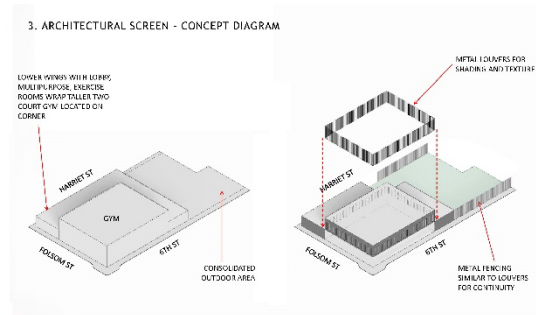 3. ARCHITECTURAL SCREEN - CONCEPT DIAGRAM
LOWER WINGS WITH LOBBY,
MULTIPURPOSE, EXERCISE
ROOMS WRAP TALLER TWO
COURT GYM LOCATED ON
CORNER
HARRIET ST
GYM
FOLSOM ST
6TH ST
CONSOLIDATED
OUTDOOR AREA
METAL LOUVERS FOR
SHADING AND TEXTURE
HARRIET ST
FOLSOM ST
6TH ST
METAL FENCING
SIMILAR TO LOUVERS
FOR CONTINUITY